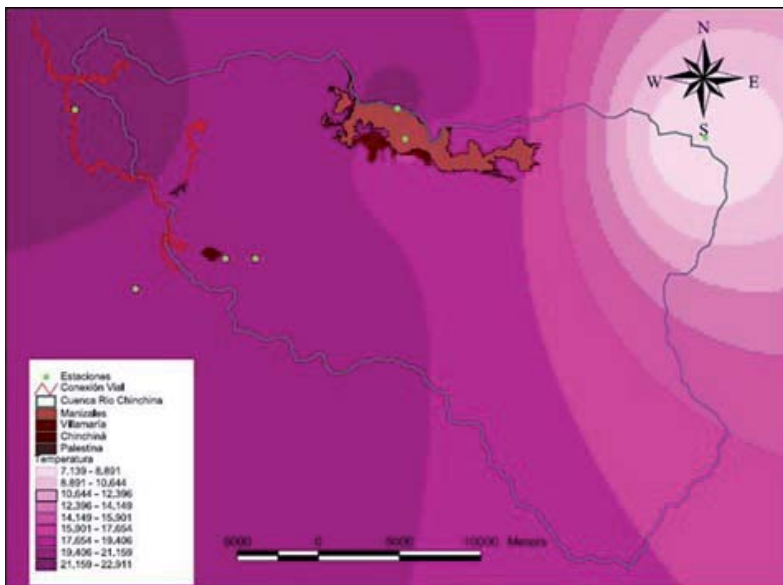 N
W E
S
Estaciones
Conexión Vial
Cuenca Rio Chinchina
Manizales
Villamaría
Chinchiná
Palestina
Temperatura
7,139 - 8,891
8,891 - 10,644
10,644 - 12,396
12,396 - 14,149
14,149 - 15,901
15,901 - 17,654
17,654 - 19,406
19,406 - 21,159
21,159 - 22,911
0 5000 10000 Meters